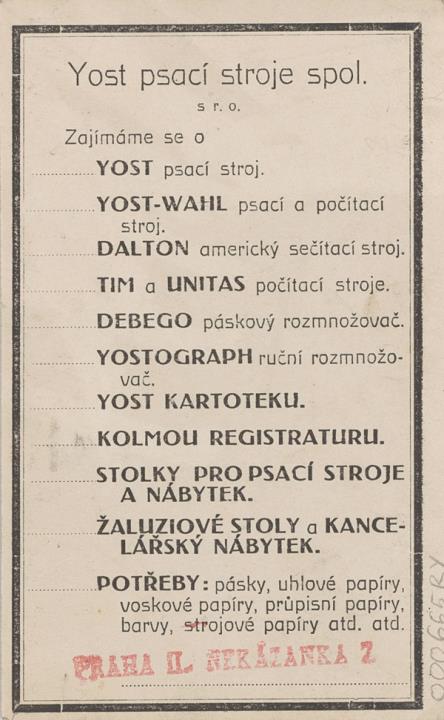 Yost psací stroje spol.
s r. o.
Zajímáme se o
YOST psací stroj.
YOST-WAHL psací a počítací
stroj.
DALTON americký sečítací stroj.
TIM a UNITAS počítací stroje.
DEBEGO páskový rozmnožovač.
YOSTOGRAPH ruční rozmnožo-
vač.
YOST KARTOTEKU.
KOLMOU REGISTRATURU.
STOLKY PRO PSACÍ STROJE
A NÁBYTEK.
ŽALUZIOVÉ STOLY a KANCE-
LÁŘSKÝ NÁBYTEK.
POTŘEBY: pásky, uhlové papíry,
voskové papíry, průpisní papíry,
barvy, strojové papíry atd. atd.
PRAHA II. NEKÁZANKA 2